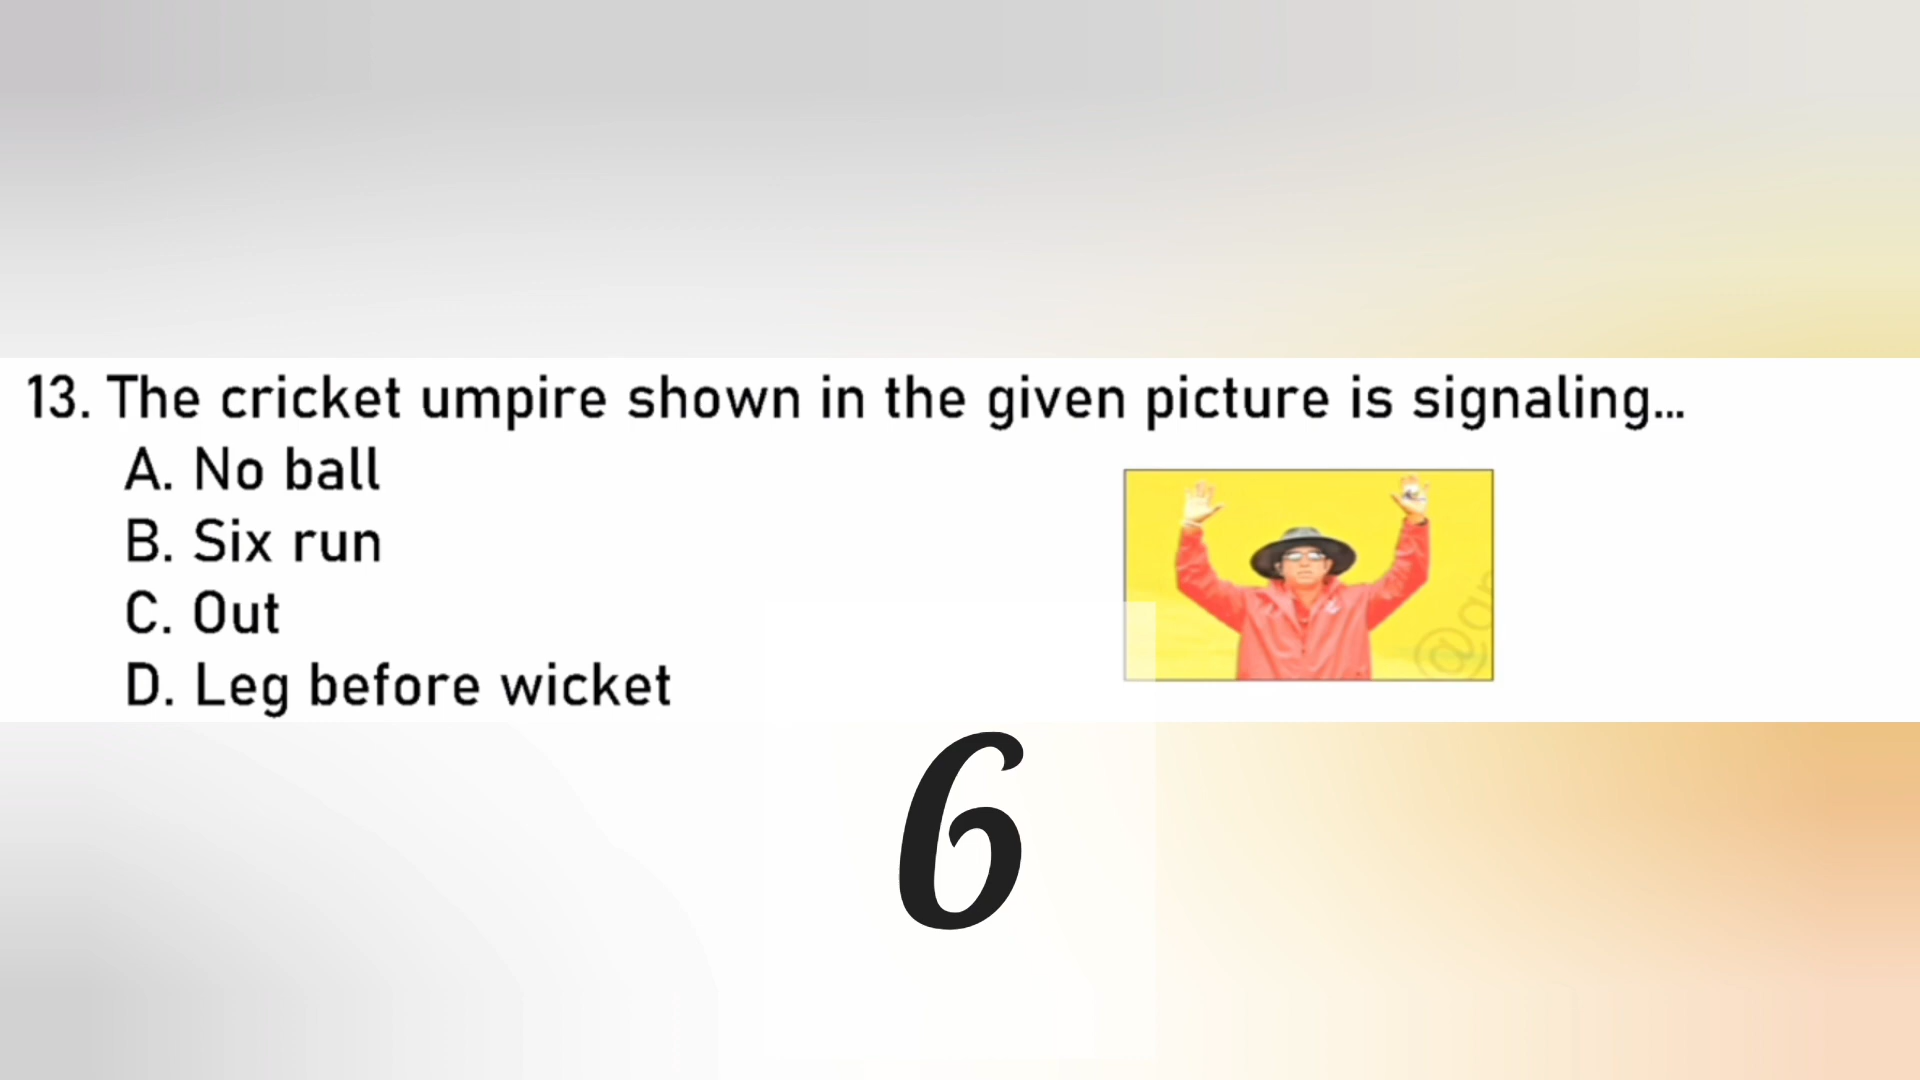 13. The cricket umpire shown in the given picture is signaling...
A. No ball
B. Six run
C. Out
D. Leg before wicket
6